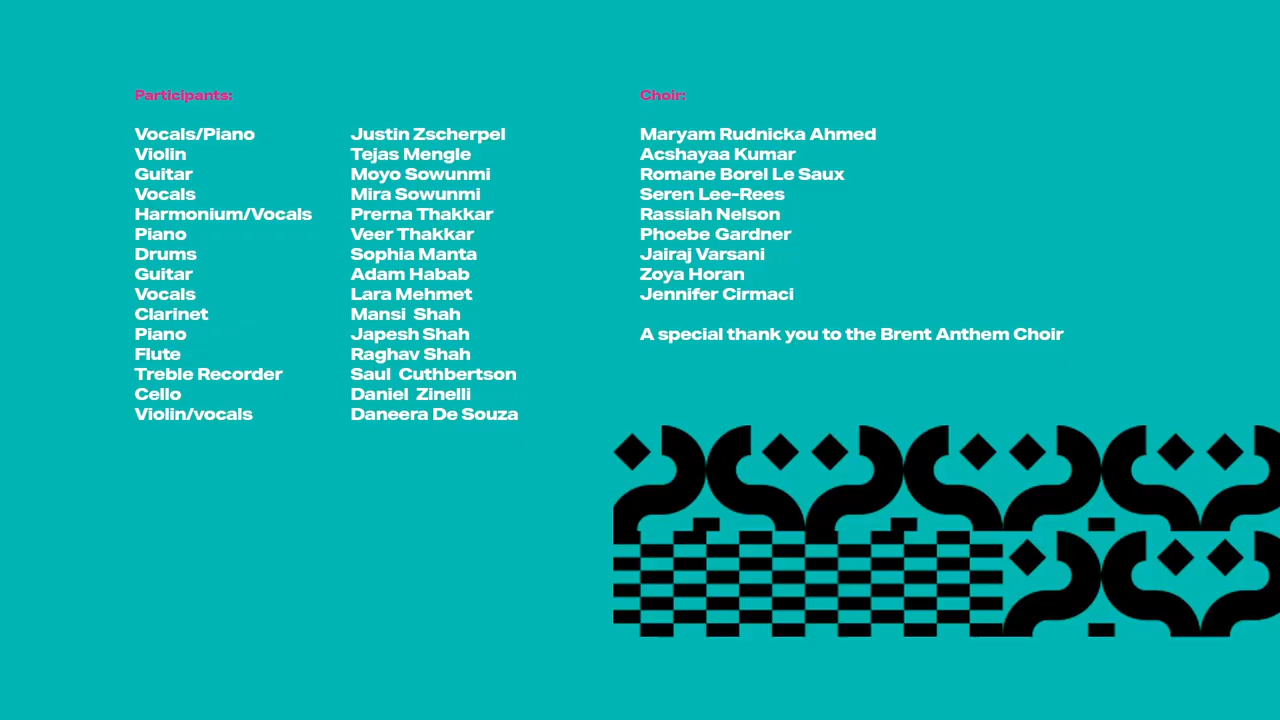 Participants:
Vocals/Piano Justin Zscherpel
Violin Tejas Mengle
Guitar Moyo Sowunmi
Vocals Mira Sowunmi
Harmonium/Vocals Prerna Thakkar
Piano Veer Thakkar
Drums Sophia Manta
Guitar Adam Habab
Vocals Lara Mehmet
Clarinet Mansi  Shah
Piano Japesh Shah
Flute Raghav Shah
Treble Recorder Saul  Cuthbertson
Cello Daniel  Zinelli
Violin/vocals Daneera De Souza
Choir:
Maryam Rudnicka Ahmed
Acshayaa Kumar
Romane Borel Le Saux
Seren Lee-Rees
Rassiah Nelson
Phoebe Gardner
Jairaj Varsani
Zoya Horan
Jennifer Cirmaci
A special thank you to the Brent Anthem Choir